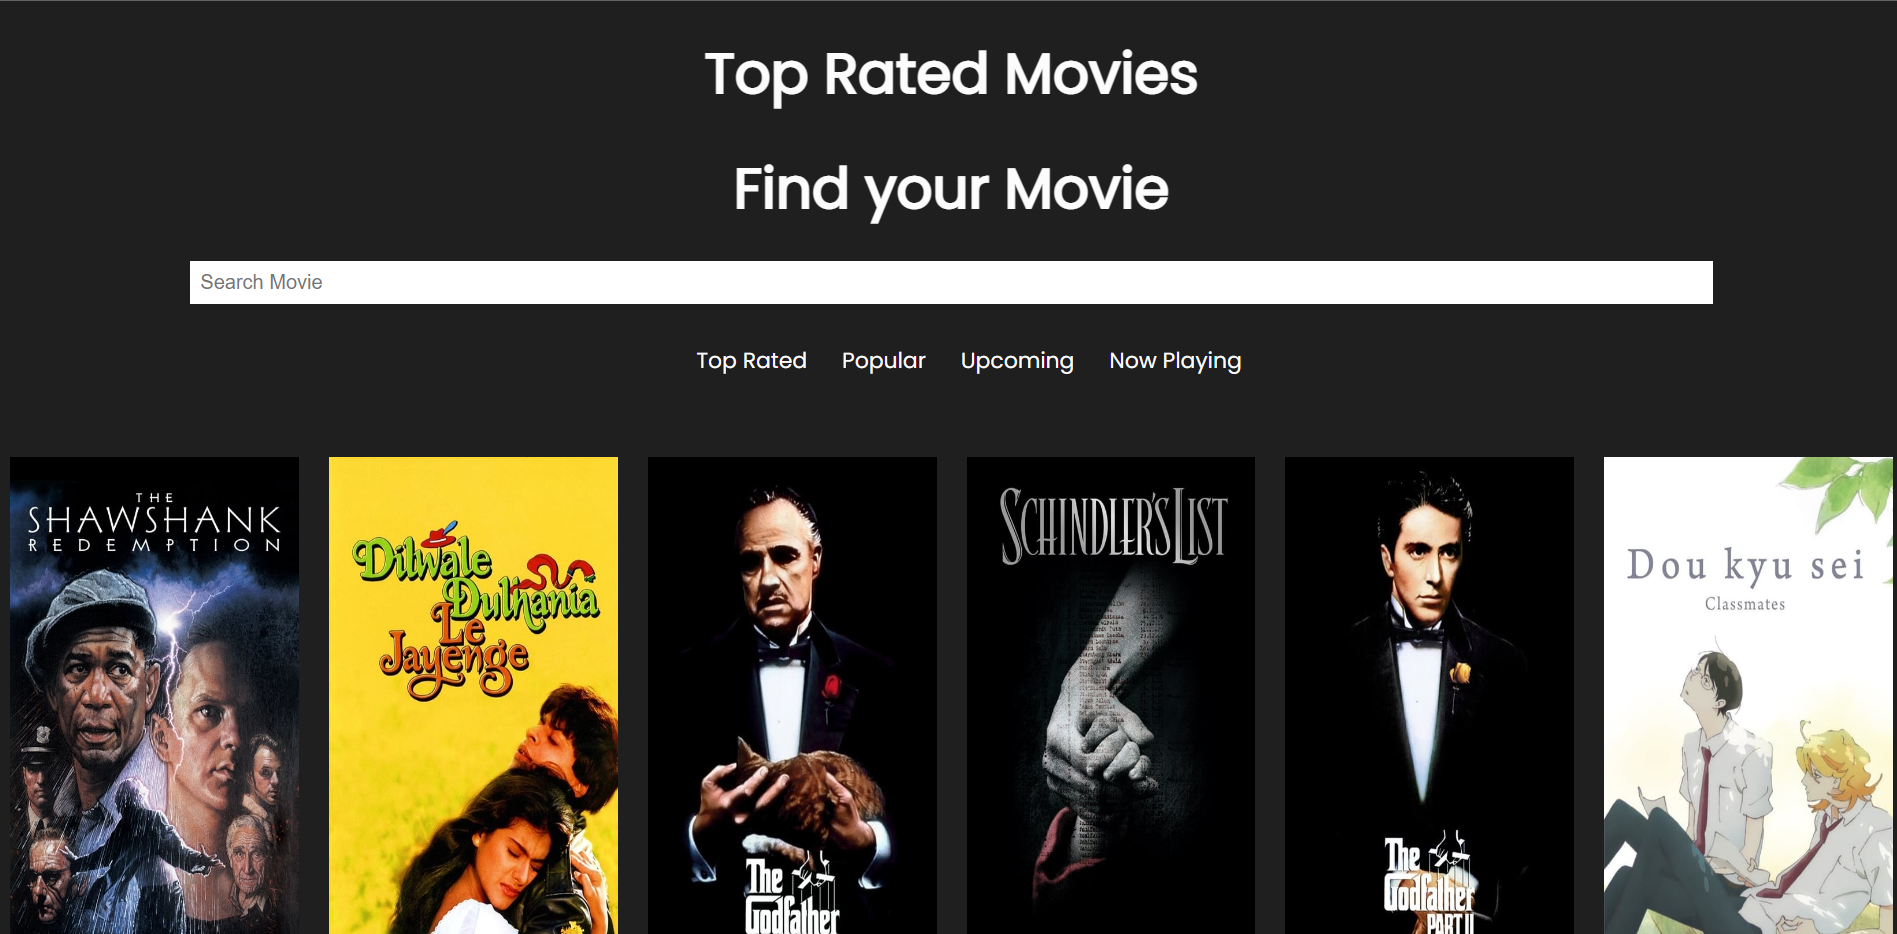 Top Rated Movies
Find your Movie
Search Movie
Top Rated Popular Upcoming Now Playing
THE
SHAWSHANK
REDEMPTION
Dilwale
Dulhania
Le
Jayenge
The
Godfather
SCHINDLER'S LIST
The
Godfather
PART II
Dou kyu sei
Classmates